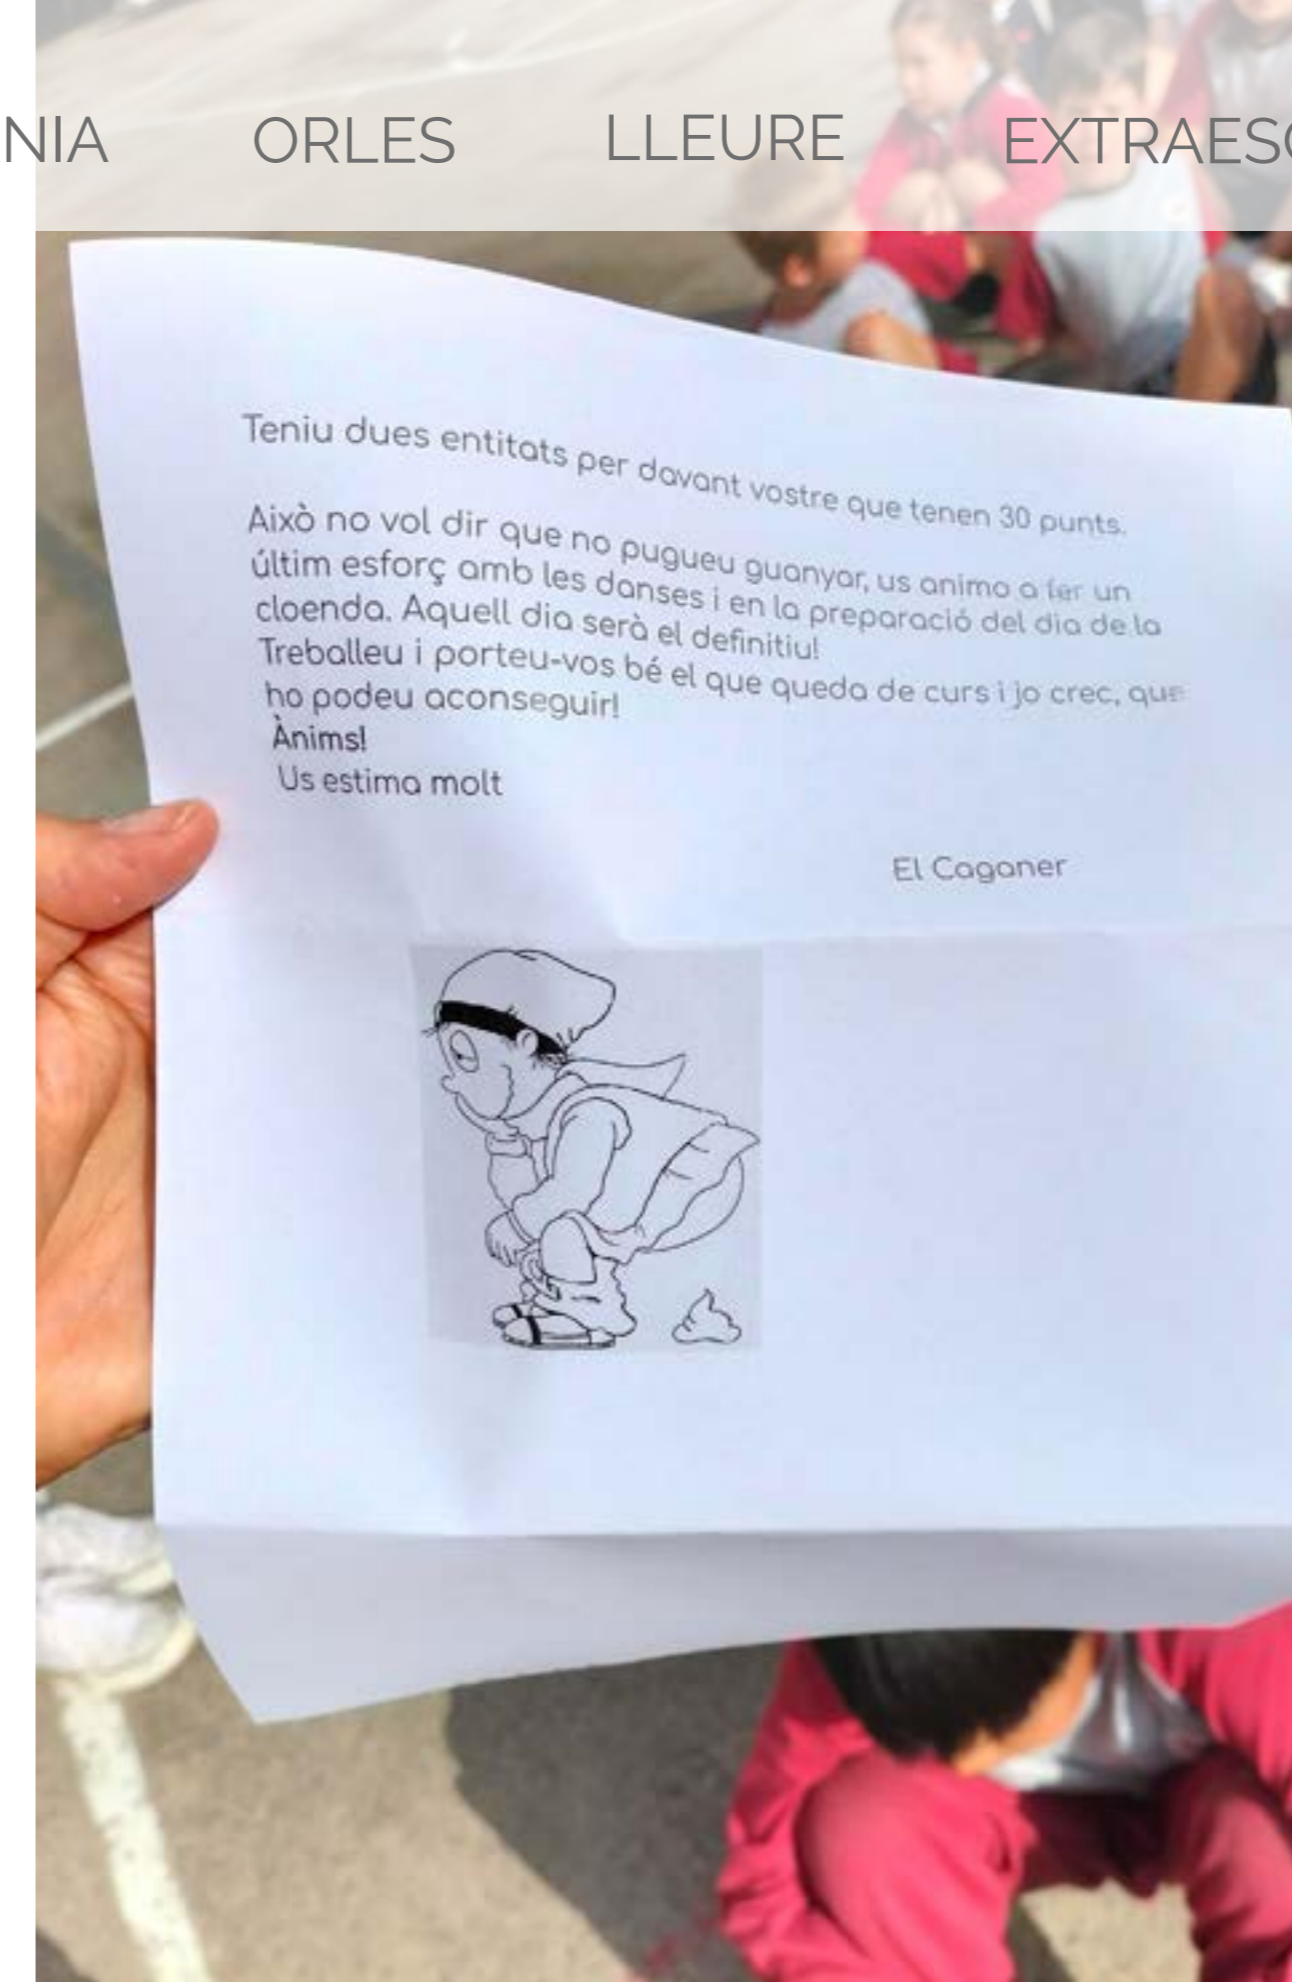 NIA ORLES LLEURE EXTRAESC
Teniu dues entitats per davant vostre que tenen 30 punts.
Això no vol dir que no pugueu guanyar, us animo a fer un
últim esforç amb les danses i en la preparació del dia de la
cloenda. Aquell dia serà el definitiu!
Treballeu i porteu-vos bé el que queda de curs i jo crec, que
ho podeu aconseguir!
Ànims!
Us estima molt
El Caganer